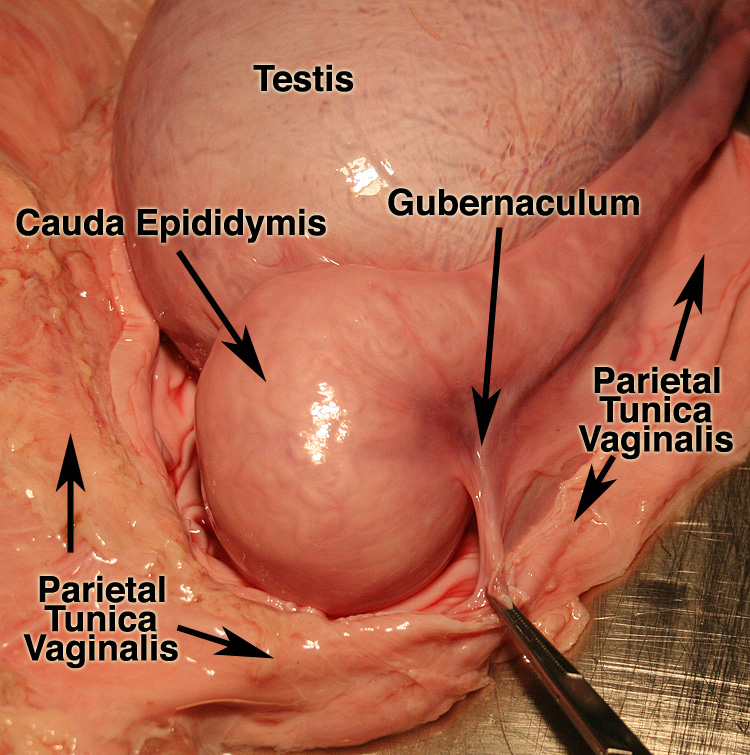 Testis
Gubernaculum
Cauda Epididymis
Parietal
Tunica
Vaginalis
Parietal
Tunica
Vaginalis